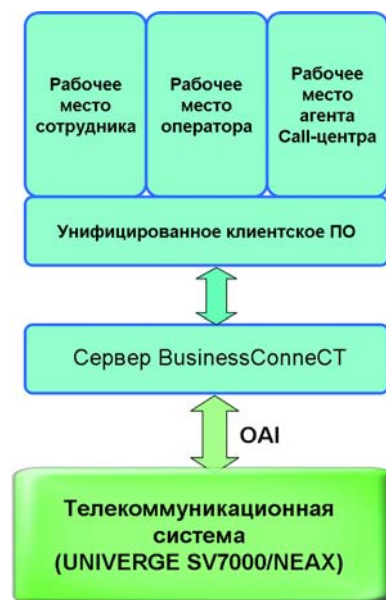 Рабочее
место
сотрудника
Рабочее
место
оператора
Рабочее
место
агента
Call-центра
Унифицированное клиентское ПО
Сервер BusinessConneCT
OAI
Телекоммуникационная
система
(UNIVERGE SV7000/NEAX)